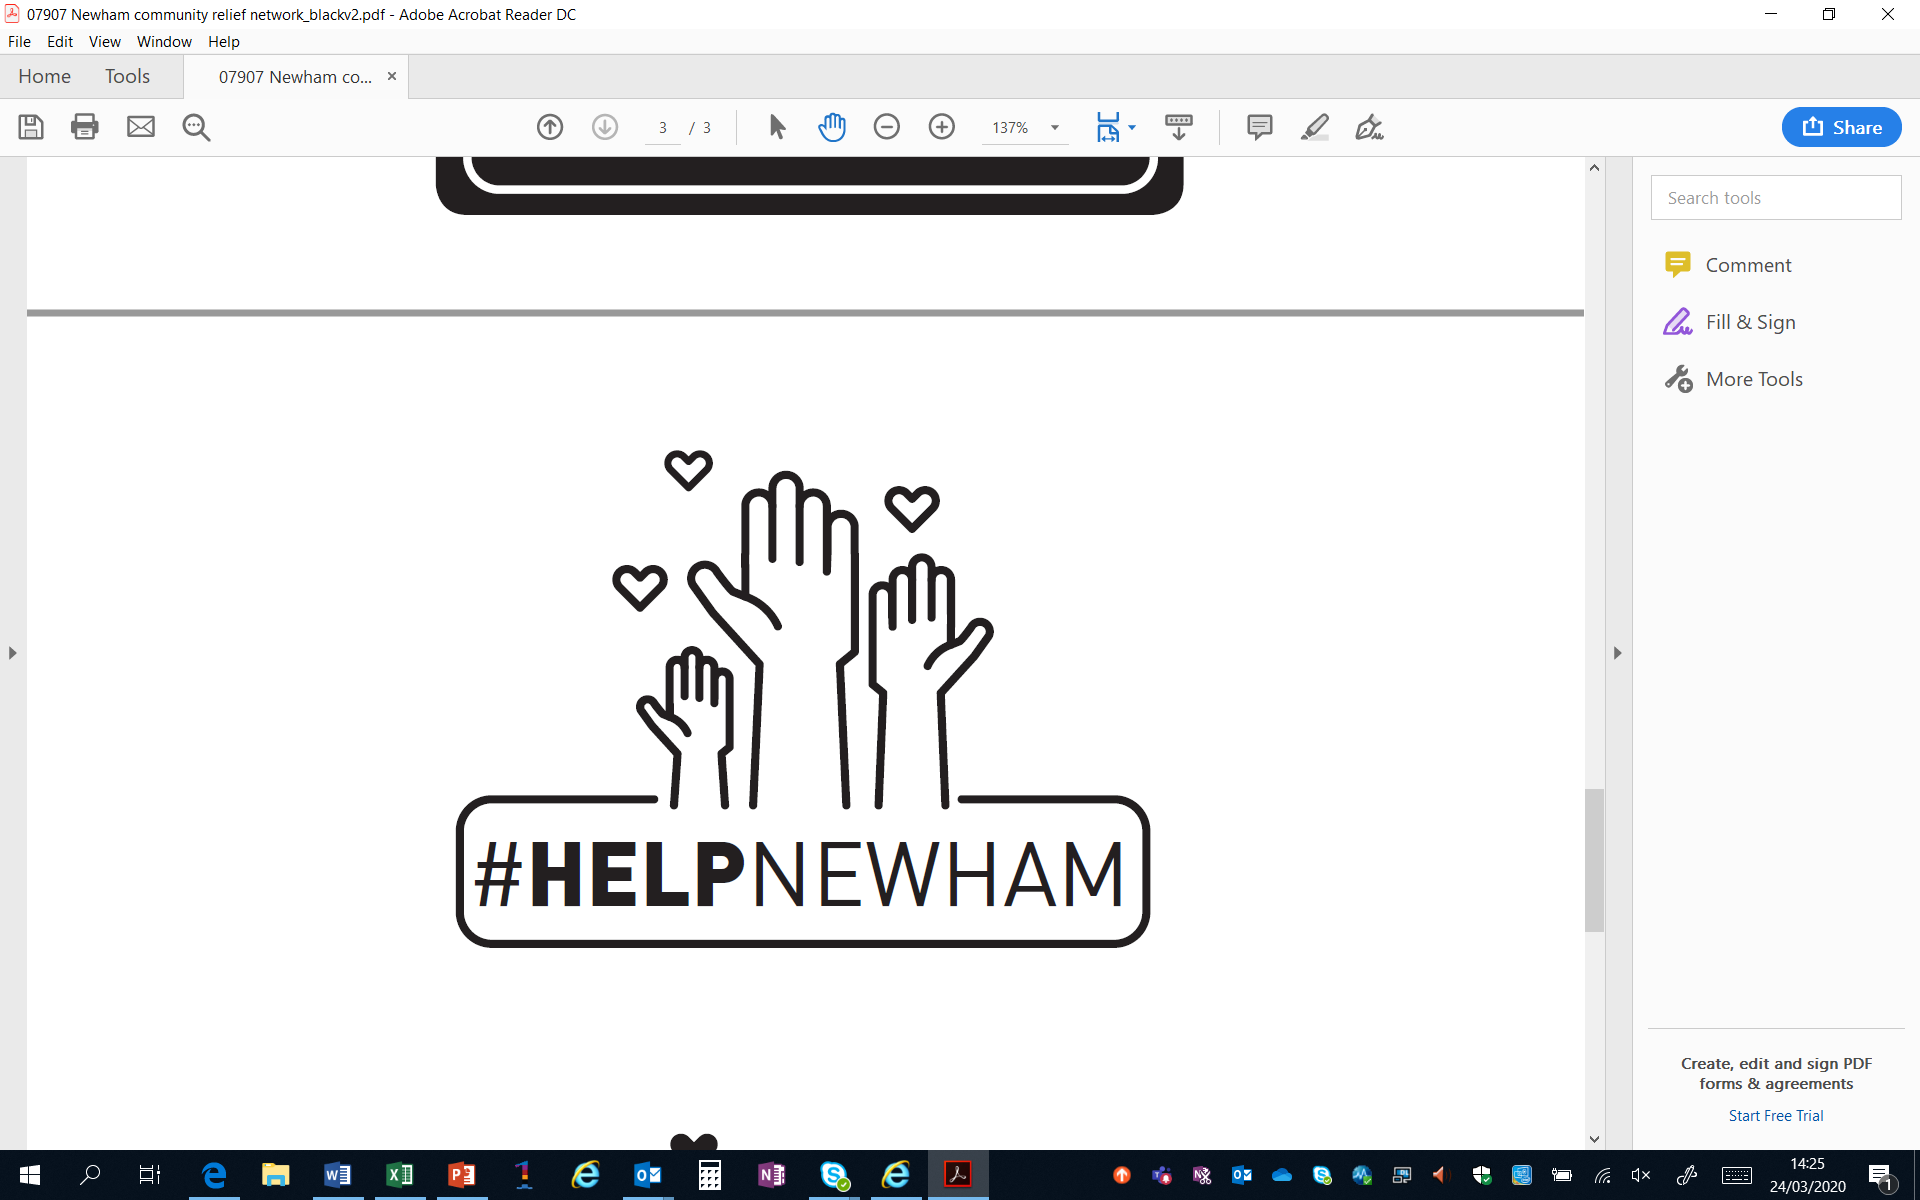 07907 Newham community relief network_blackv2.pdf - Adobe Acrobat Reader DC
File Edit View Window Help
Home Tools 07907 Newham co... ×
3 / 3 137% Share
Search tools
Comment
Fill & Sign
More Tools
#HELPNEWHAM
Create, edit and sign PDF
forms & agreements
Start Free Trial
14:25
24/03/2020
1